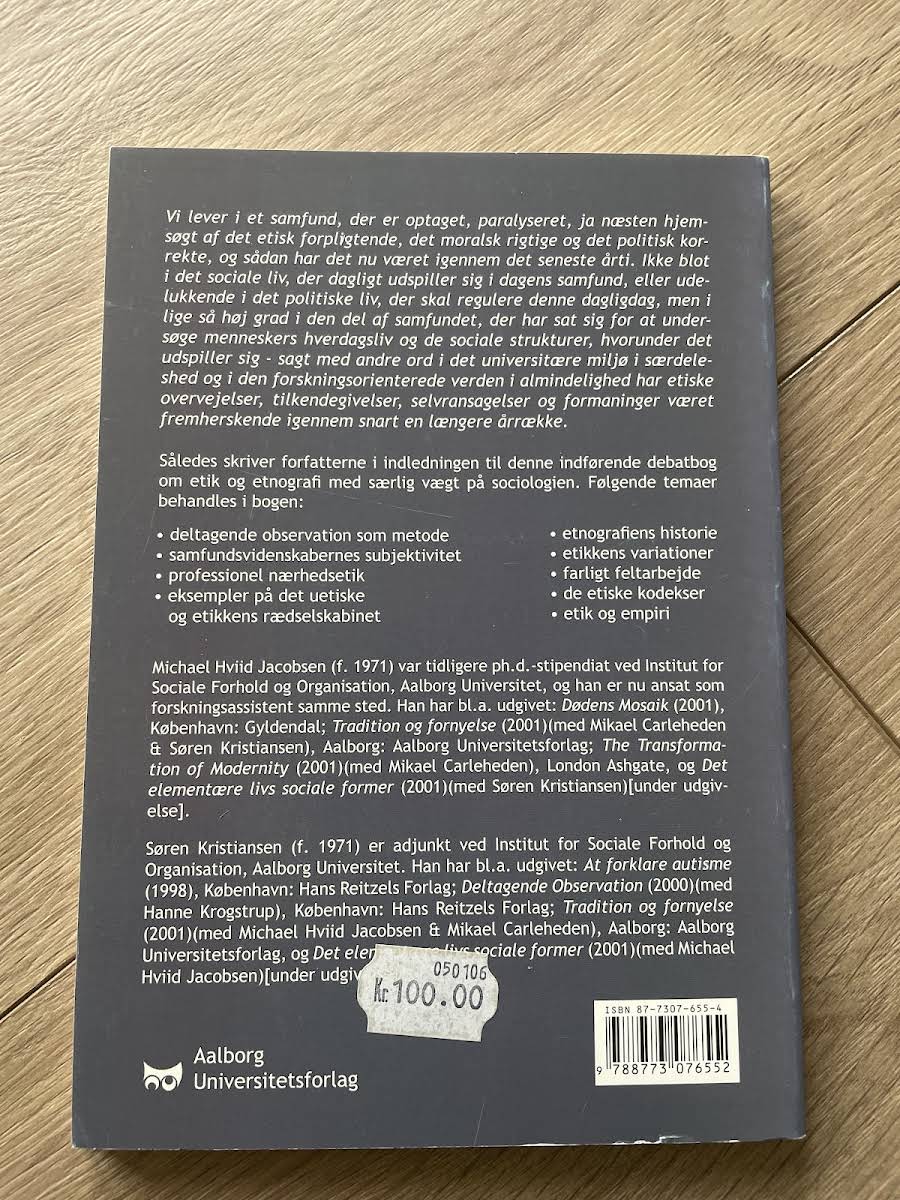 Vi lever i et samfund, der er optaget, paralyseret, ja næsten hjem-
søgt af det etisk forpligtende, det moralsk rigtige og det politisk kor-
rekte, og sådan har det nu været igennem det seneste årti. Ikke blot
i det sociale liv, der dagligt udspiller sig i dagens samfund, eller ude-
lukkende i det politiske liv, der skal regulere denne dagligdag, men i
lige så høj grad i den del af samfundet, der har sat sig for at under-
søge menneskers hverdagsliv og de sociale strukturer, hvorunder det
udspiller sig - sagt med andre ord i det universitære miljø i særdele-
shed og i den forskningsorienterede verden i almindelighed har etiske
overvejelser, tilkendegivelser, selvransagelser og formaninger været
fremherskende igennem snart en længere årrække.
Således skriver forfatterne i indledningen til denne indførende debatbog
om etik og etnografi med særlig vægt på sociologien. Følgende temaer
behandles i bogen:
• deltagende observation som metode
• samfundsvidenskabernes subjektivitet
• professionel nærhedsetik
• eksempler på det uetiske
og etikkens rædselskabinet
• etnografiens historie
• etikkens variationer
• farligt feltarbejde
• de etiske kodekser
• etik og empiri
Michael Hviid Jacobsen (f. 1971) var tidligere ph.d.-stipendiat ved Institut for
Sociale Forhold og Organisation, Aalborg Universitet, og han er nu ansat som
forskningsassistent samme sted. Han har bl.a. udgivet: Dødens Mosaik (2001),
København: Gyldendal; Tradition og fornyelse (2001)(med Mikael Carleheden
& Søren Kristiansen), Aalborg: Aalborg Universitetsforlag; The Transforma-
tion of Modernity (2001)(med Mikael Carleheden), London Ashgate, og Det
elementære livs sociale former (2001)(med Søren Kristiansen)[under udgiv-
else].
Søren Kristiansen (f. 1971) er adjunkt ved Institut for Sociale Forhold og
Organisation, Aalborg Universitet. Han har bl.a. udgivet: At forklare autisme
(1998), København: Hans Reitzels Forlag; Deltagende Observation (2000)(med
Hanne Krogstrup), København: Hans Reitzels Forlag; Tradition og fornyelse
(2001)(med Michael Hviid Jacobsen & Mikael Carleheden), Aalborg: Aalborg
Universitetsforlag, og Det livs sociale former (2001)(med Michael
Hviid Jacobsen)[under
050106
Kr. 100.00
Aalborg
Universitetsforlag
ISBN 87-7307-655-4
9 788773 076552